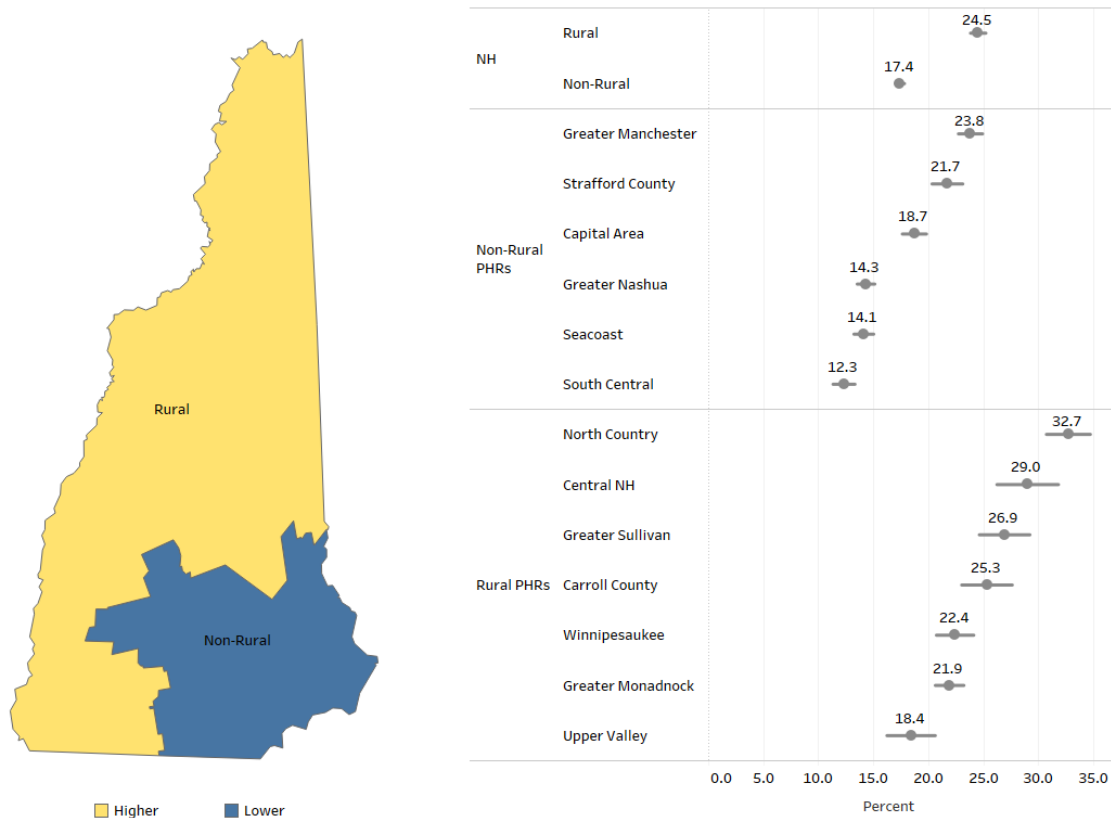 Rural
Non-Rural
Higher
Lower
NH
Rural
24.5
Non-Rural
17.4
Non-Rural
PHRs
Greater Manchester
23.8
Strafford County
21.7
Capital Area
18.7
Greater Nashua
14.3
Seacoast
14.1
South Central
12.3
Rural PHRs
North Country
32.7
Central NH
29.0
Greater Sullivan
26.9
Carroll County
25.3
Winnipesaukee
22.4
Greater Monadnock
21.9
Upper Valley
18.4
0.0 5.0 10.0 15.0 20.0 25.0 30.0 35.0
Percent